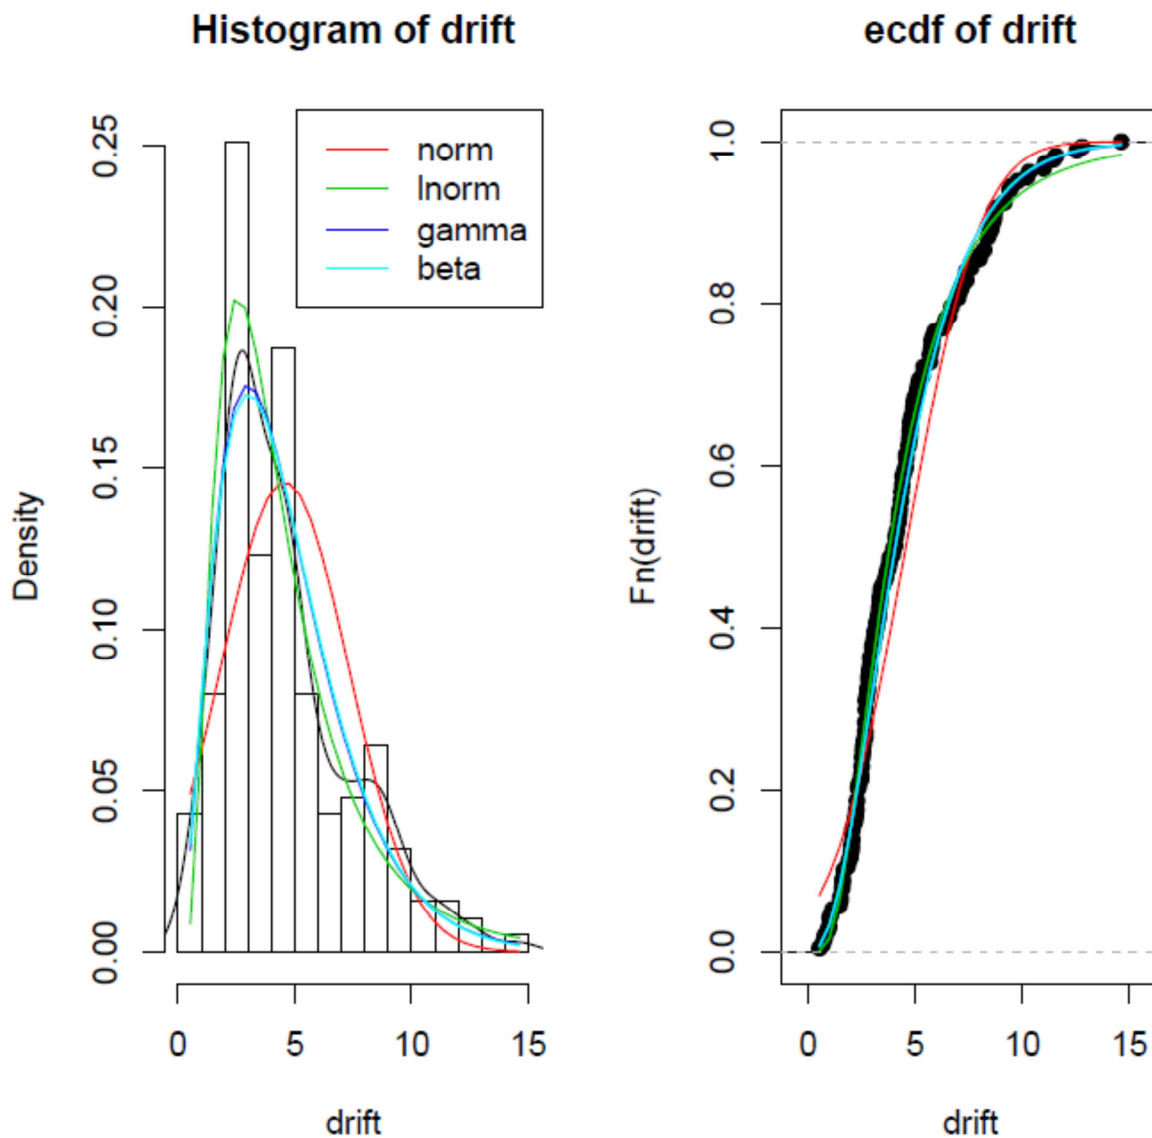 Histogram of drift
norm
lnorm
gamma
beta
Density
0.00
0.05
0.10
0.15
0.20
0.25
0 5 10 15
drift
ecdf of drift
Fn(drift)
0.0
0.2
0.4
0.6
0.8
1.0
0 5 10 15
drift